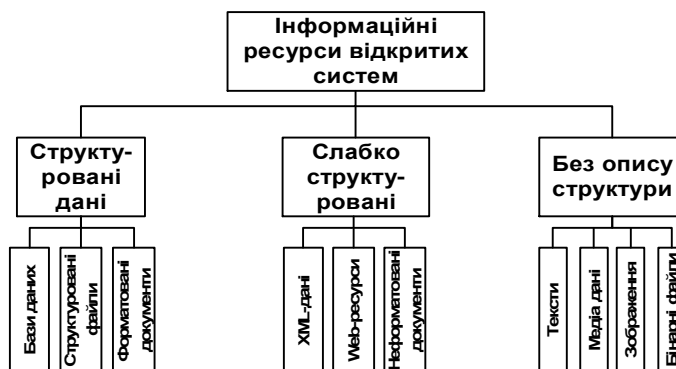 Інформаційні
ресурси відкритих
систем
Структу-
ровані
дані
Слабко
структу-
ровані
Без опису
структури
Бази даних
Структуровані
файли
Форматовані
документи
XML-дані
Web-ресурси
Неформатовані
документи
Тексти
Медіа дані
Зображення
Бінарні файли